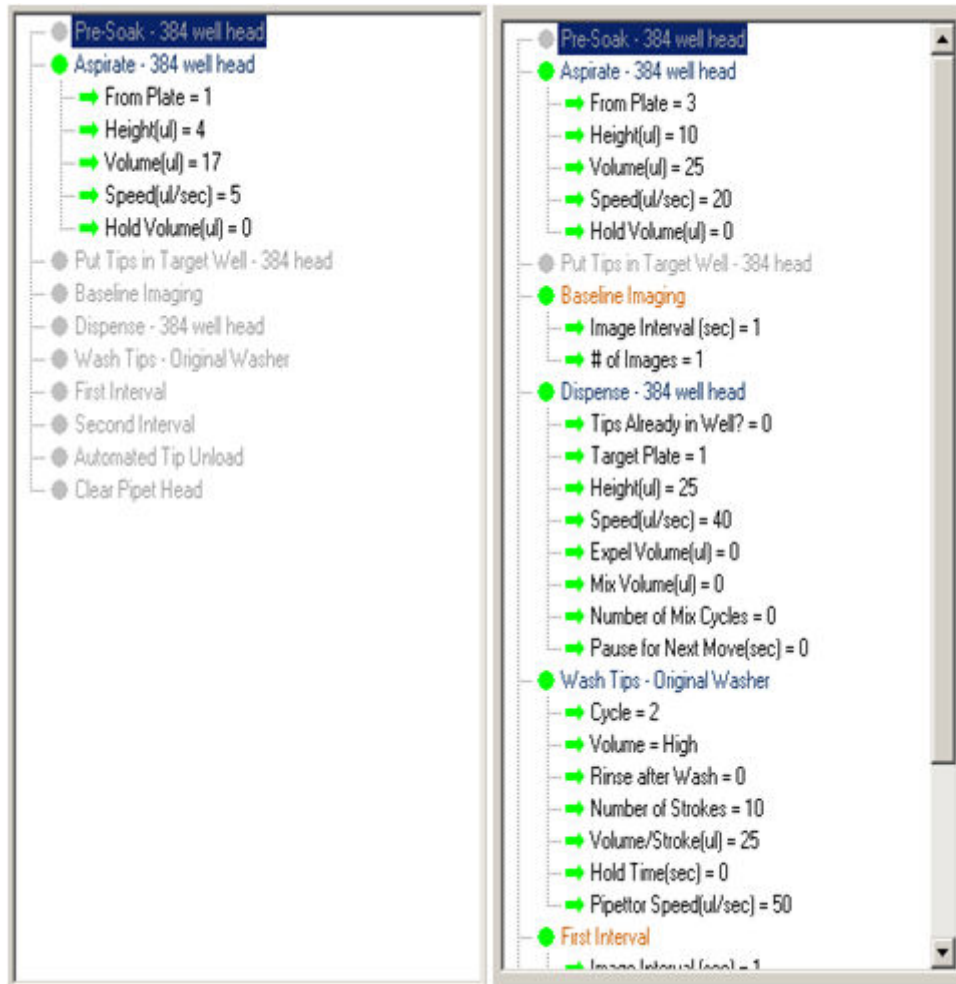 Pre-Soak - 384 well head
Aspirate - 384 well head
From Plate = 1
Height(ul) = 4
Volume(ul) = 17
Speed(ul/sec) = 5
Hold Volume(ul) = 0
Put Tips in Target Well - 384 head
Baseline Imaging
Dispense - 384 well head
Wash Tips - Original Washer
First Interval
Second Interval
Automated Tip Unload
Clear Pipet Head
Pre-Soak - 384 well head
Aspirate - 384 well head
From Plate = 3
Height(ul) = 10
Volume(ul) = 25
Speed(ul/sec) = 20
Hold Volume(ul) = 0
Put Tips in Target Well - 384 head
Baseline Imaging
Image Interval (sec) = 1
# of Images = 1
Dispense - 384 well head
Tips Already in Well? = 0
Target Plate = 1
Height(ul) = 25
Speed(ul/sec) = 40
Expel Volume(ul) = 0
Mix Volume(ul) = 0
Number of Mix Cycles = 0
Pause for Next Move(sec) = 0
Wash Tips - Original Washer
Cycle = 2
Volume = High
Rinse after Wash = 0
Number of Strokes = 10
Volume/Stroke(ul) = 25
Hold Time(sec) = 0
Pipettor Speed(ul/sec) = 50
First Interval
Image Interval (sec) = 1